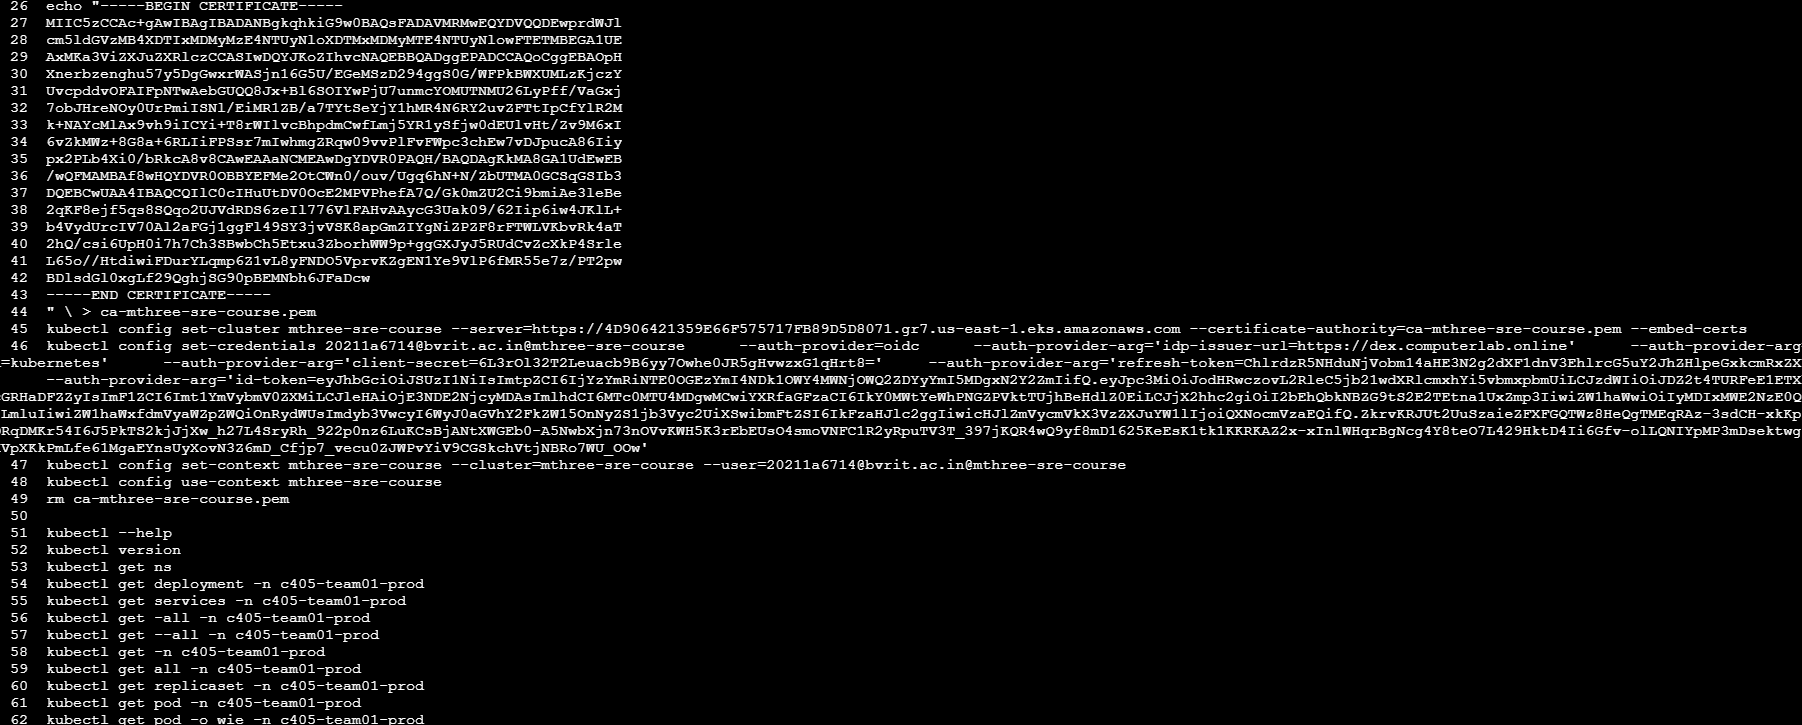 26 echo "-----BEGIN CERTIFICATE-----
27 MIIC5zCCAc+gAwIBAgIBADANBgkqhkiG9w0BAQsFADAVMRMwEQYDVQQDEwprdWJl
28 cm5ldGVzMB4XDTIxMDMyMzE4NTUyNloXDTMxMDMyMTE4NTUyNlowFTETMBEGA1UE
29 AxMKa3ViZXJuZXRlczCCASIwDQYJKoZIhvcNAQEBBQADggEPADCCAQoCggEBAOpH
30 Xnerbzenghu57y5DgGwxrWASjn16G5U/EGeMSzD294ggS0G/WFPkBWXUMLzKjczY
31 UvcpddvOFAIFpNTwAebGUQQ8Jx+Bl6SOIYwPjU7unmcYOMUTNMU26LyPff/VaGxj
32 7obJHreNOy0UrPmiISNl/EiMR1ZB/a7TYtSeYjY1hMR4N6RY2uvZFTtIpCfYlR2M
33 k+NAYcMlAx9vh9iICYi+T8rWIlvcBhpdmCwfLmj5YR1ySfjw0dEUlvHt/Zv9M6xI
34 6vZkMWz+8G8a+6RLIiFPSsr7mIwhmgZRqw09vvPlFvFWpc3chEw7vDJpucA86Iiy
35 px2PLb4Xi0/bRkcA8v8CAwEAAaNCMEAwDgYDVR0PAQH/BAQDAgKkMA8GA1UdEwEB
36 /wQFMAMBAf8wHQYDVR0OBBYEFMe2OtCWn0/ouv/Ugq6hN+N/ZbUTMA0GCSqGSIb3
37 DQEBCwUAA4IBAQCQIlC0cIHuUtDV0OcE2MPVPhefA7Q/Gk0mZU2Ci9bmiAe3leBe
38 2qKF8ejf5qs8SQqo2UJVdRDS6zeIl776VlFAHvAAycG3Uak09/62Iip6iw4JKlL+
39 b4VydUrcIV70Al2aFGj1ggFl49SY3jvVSK8apGmZIYgNiZPZF8rFTWLVKbvRk4aT
40 2hQ/csi6UpH0i7h7Ch3SBwbCh5Etxu3ZborhWW9p+ggGXJyJ5RUdCvZcXkP4Srle
41 L65o//HtdiwiFDurYLqmp6Z1vL8yFNDO5VprvKZgEN1Ye9VlP6fMR55e7z/PT2pw
42 BDlsdGl0xgLf29QghjSG90pBEMNbh6JFaDcw
43 -----END CERTIFICATE-----
44 " \ > ca-mthree-sre-course.pem
45 kubectl config set-cluster mthree-sre-course --server=https://4D906421359E66F575717FB89D5D8071.gr7.us-east-1.eks.amazonaws.com --certificate-authority=ca-mthree-sre-course.pem --embed-certs
46 kubectl config set-credentials 20211a6714@bvrit.ac.in@mthree-sre-course --auth-provider=oidc --auth-provider-arg='idp-issuer-url=https://dex.computerlab.online' --auth-provider-arg
=kubernetes'
47 kubectl config set-context mthree-sre-course --cluster=mthree-sre-course --user=20211a6714@bvrit.ac.in@mthree-sre-course
48 kubectl config use-context mthree-sre-course
49 rm ca-mthree-sre-course.pem
50
51 kubectl --help
52 kubectl version
53 kubectl get ns
54 kubectl get deployment -n c405-team01-prod
55 kubectl get services -n c405-team01-prod
56 kubectl get -all -n c405-team01-prod
57 kubectl get --all -n c405-team01-prod
58 kubectl get -n c405-team01-prod
59 kubectl get all -n c405-team01-prod
60 kubectl get replicaset -n c405-team01-prod
61 kubectl get pod -n c405-team01-prod
62 kubectl get pod -o wie -n c405-team01-prod